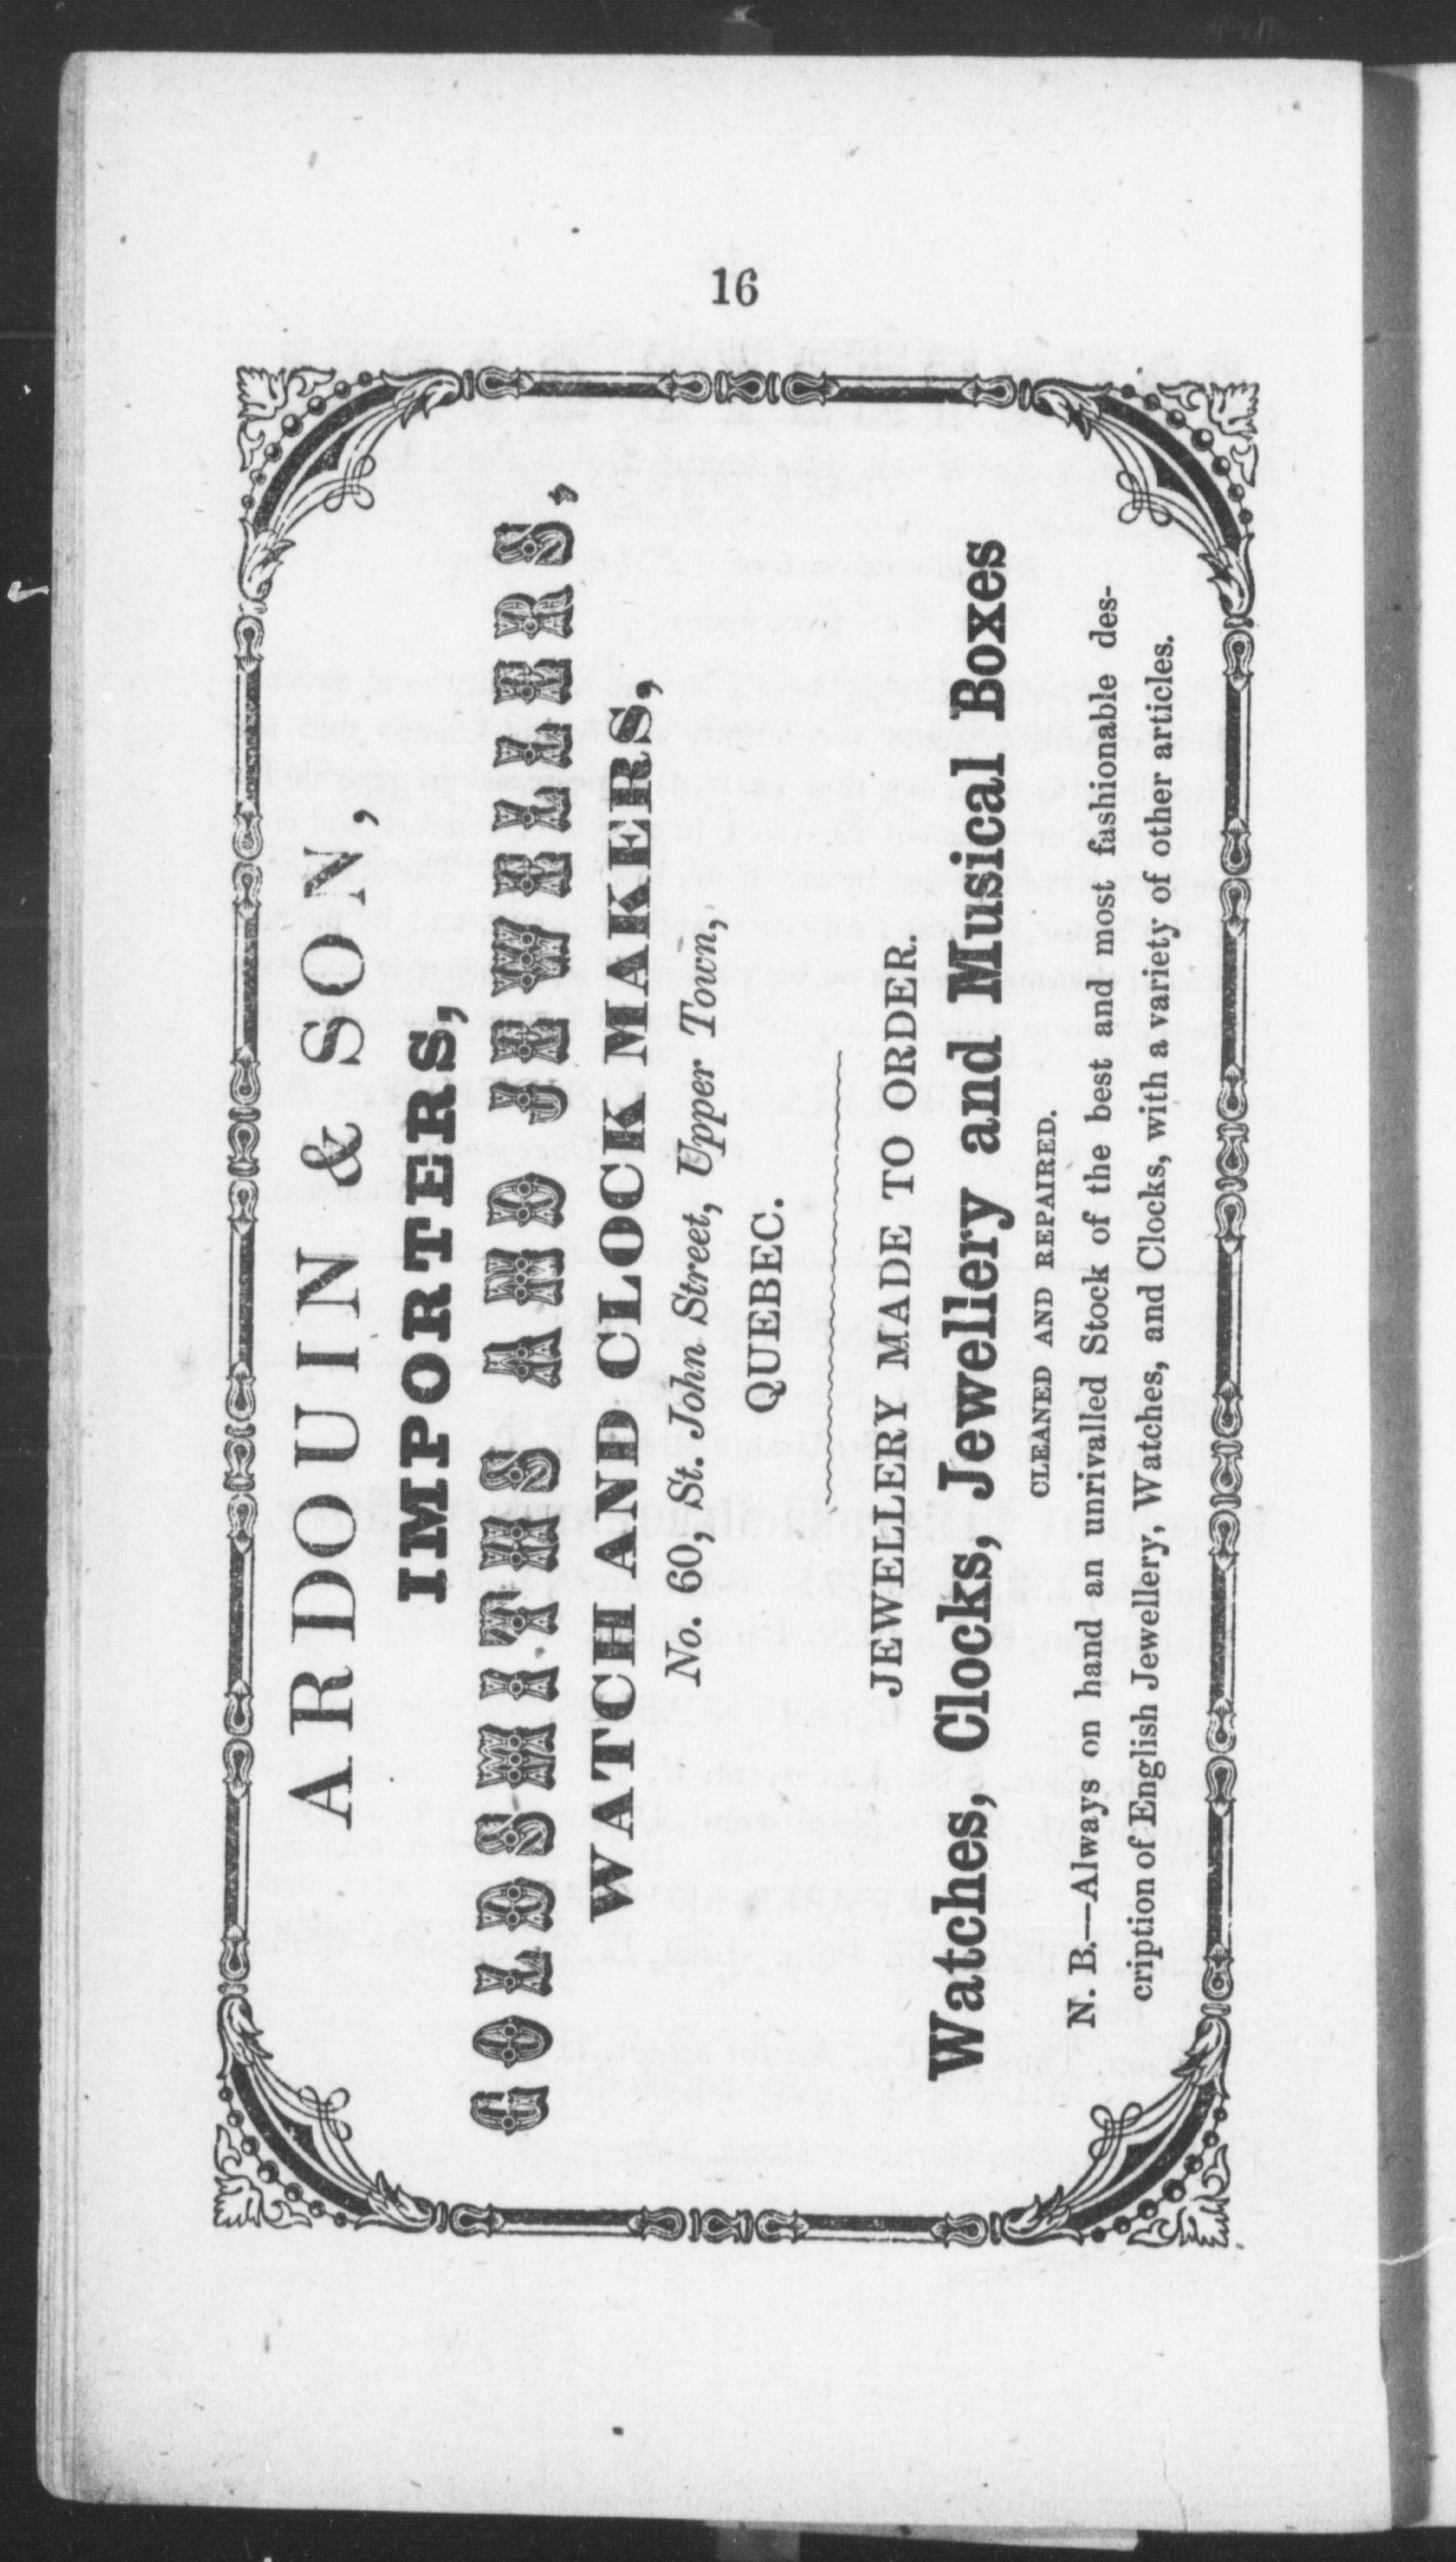 16
ARDOUIN & SON,
IMPORTERS,
GOLDSMITHS AND JEWELLERS,
WATCH AND CLOCK MAKERS,
No. 60, St. John Street, Upper Town,
QUEBEC.
JEWELLERY MADE TO ORDER.
Watches, Clocks, Jewellery and Musical Boxes
CLEANED AND REPAIRED.
N. B.—Always on hand an unrivalled Stock of the best and most fashionable des-
cription of English Jewellery, Watches, and Clocks, with a variety of other articles.